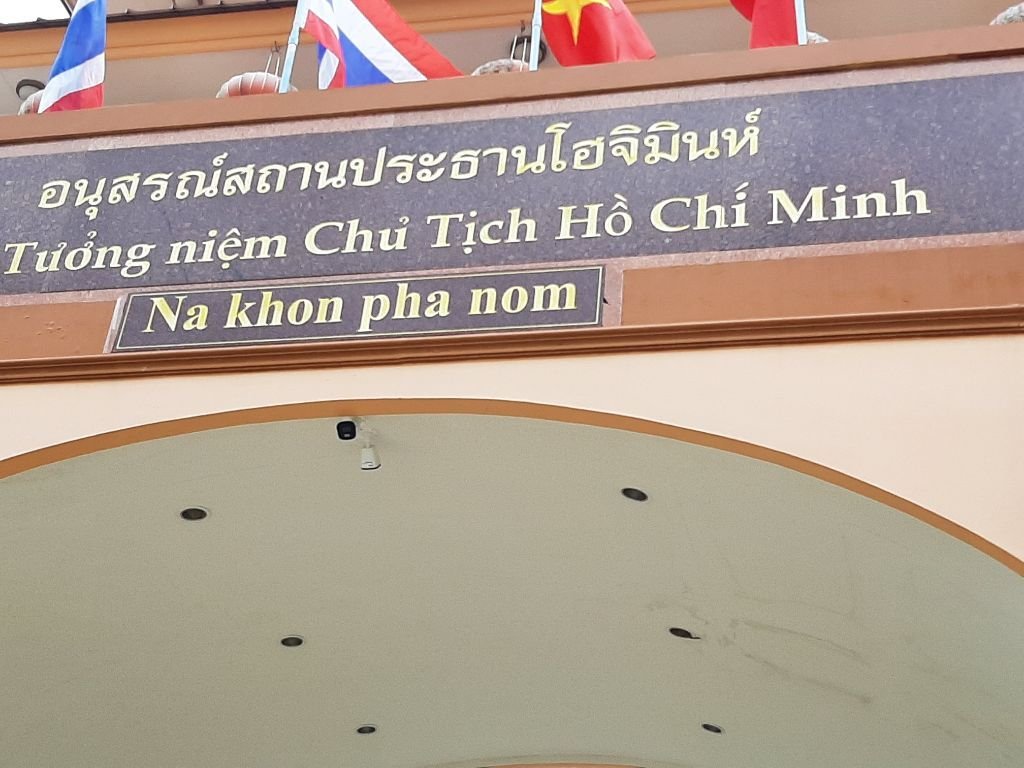 อนุสรณ์สถานประธานโฮจิมินห์
Tưởng niệm Chủ Tịch Hồ Chí Minh
Na khon pha nom